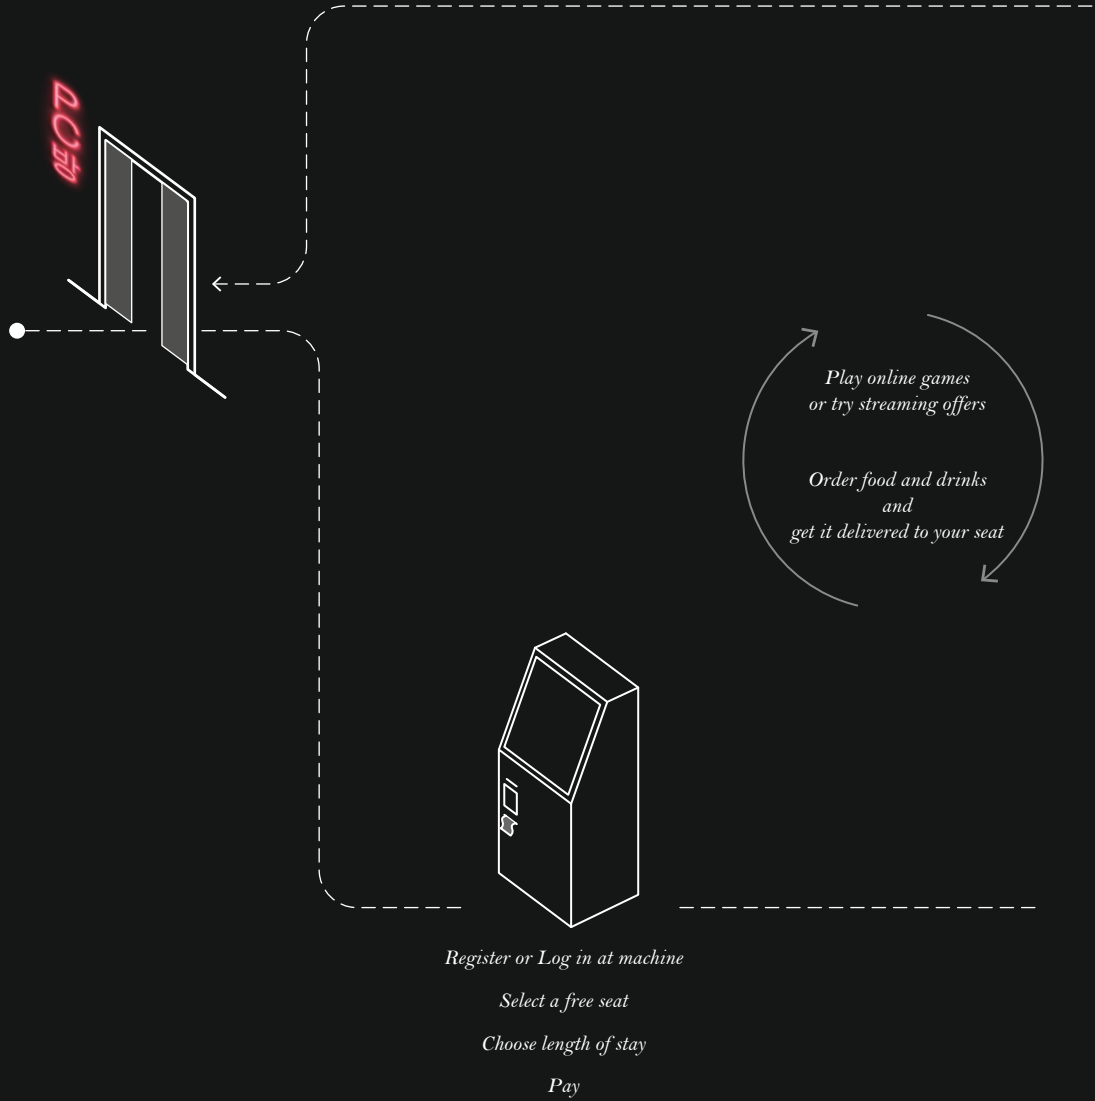 PC방
Play online games
or try streaming offers
Order food and drinks
and
get it delivered to your seat
Register or Log in at machine
Select a free seat
Choose length of stay
Pay